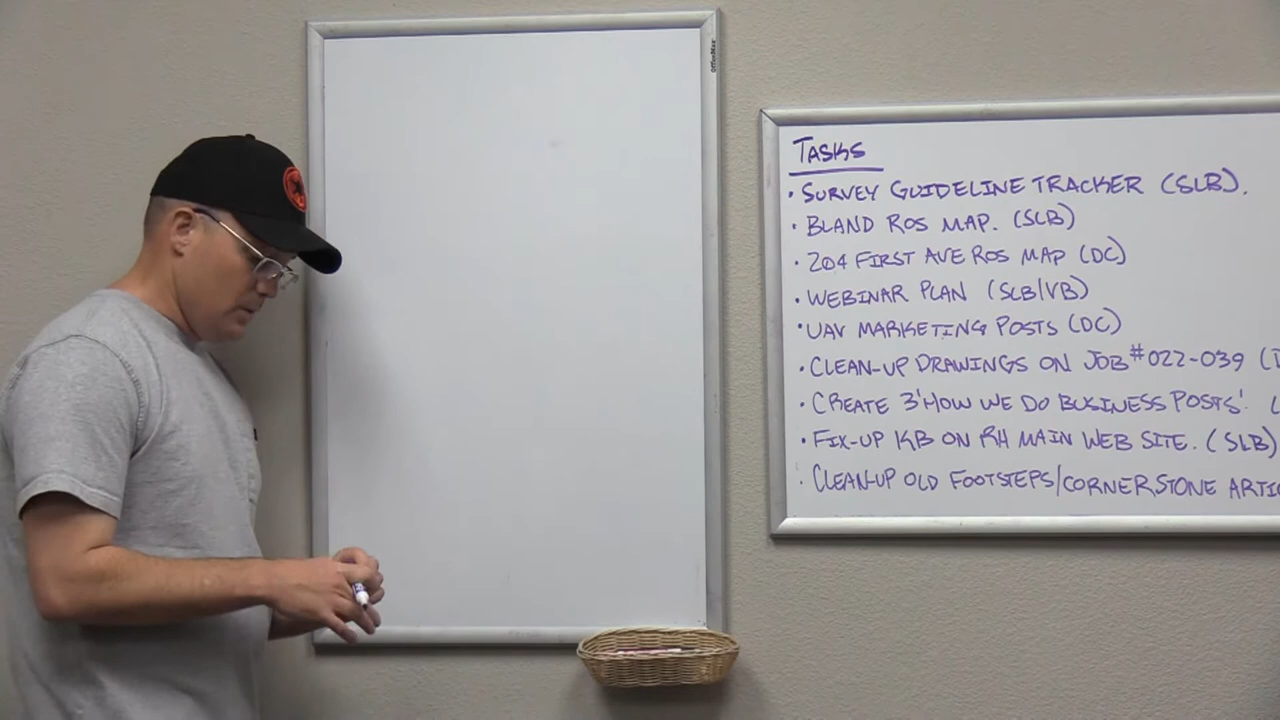 OfficeMax
TASKS
• SURVEY GUIDELINE TRACKER (SLB).
• BLAND ROS MAP. (SLB)
• 204 FIRST AVE ROS MAP (DC)
• WEBINAR PLAN (SLB/VB)
• UAV MARKETING POSTS (DC)
• CLEAN-UP DRAWINGS ON JOB #022-039 (
• CREATE 3 'HOW WE DO BUSINESS POSTS'. (
• FIX-UP KB ON RH MAIN WEB SITE. (SLB)
• CLEAN-UP OLD FOOTSTEPS/CORNERSTONE